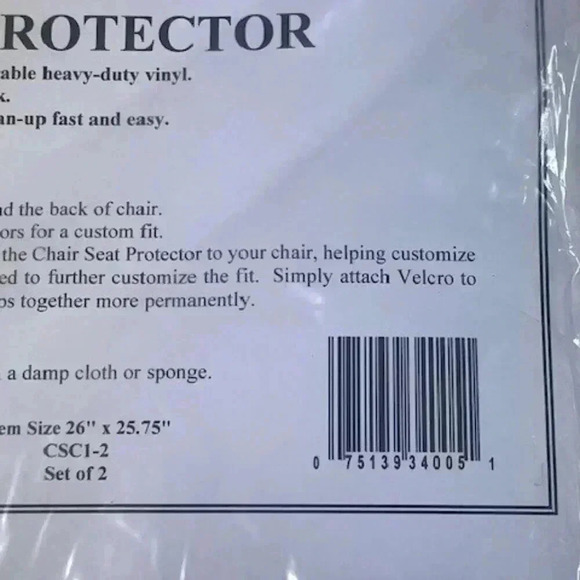 ROTECTOR
able heavy-duty vinyl.
k.
an-up fast and easy.
nd the back of chair.
ors for a custom fit.
the Chair Seat Protector to your chair, helping customize
ed to further customize the fit. Simply attach Velcro to
ps together more permanently.
a damp cloth or sponge.
em Size 26" x 25.75"
CSC1-2
Set of 2
0 75139 34005 1